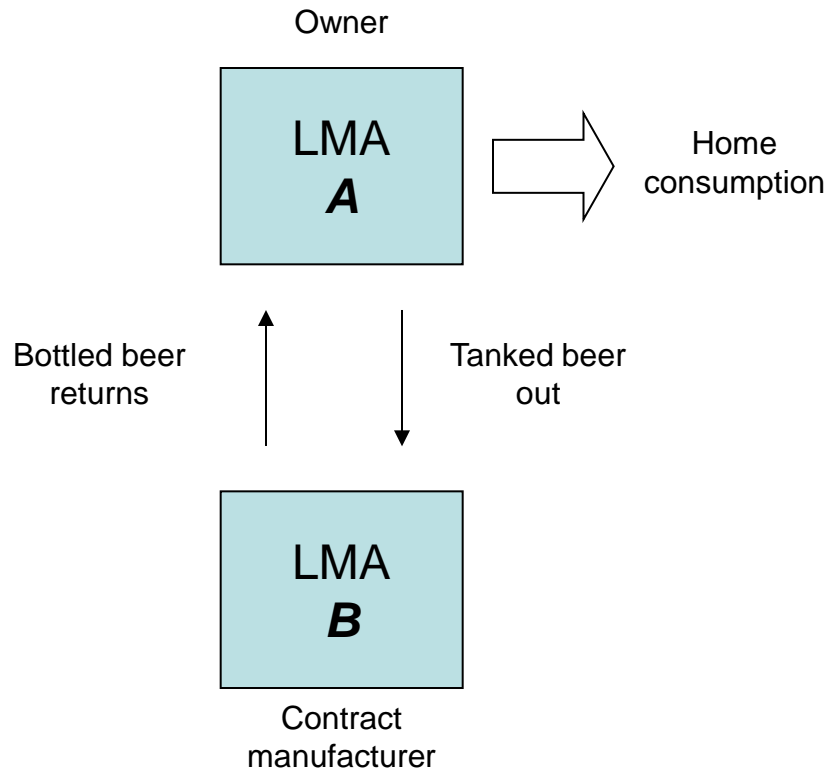 Owner
LMA
A
Home
consumption
Bottled beer
returns
Tanked beer
out
LMA
B
Contract
manufacturer